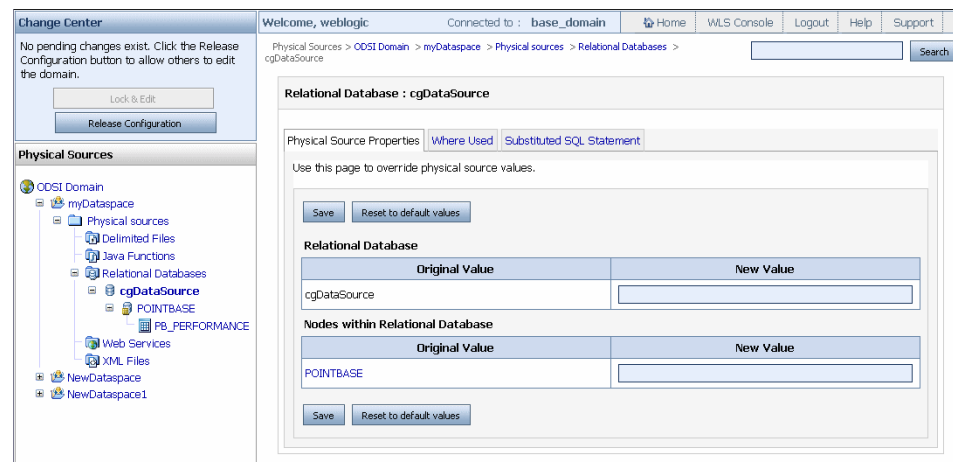 Change Center
No pending changes exist. Click the Release
Configuration button to allow others to edit
the domain.
Lock & Edit
Release Configuration
Physical Sources
ODSI Domain
myDataspace
Physical sources
Delimited Files
Java Functions
Relational Databases
cgDataSource
POINTBASE
PB_PERFORMANCE
Web Services
XML Files
NewDataspace
NewDataspace1
Welcome, weblogic
Connected to : base_domain
Home
WLS Console
Logout
Help
Support
Physical Sources > ODSI Domain > myDataspace > Physical sources > Relational Databases >
cgDataSource
Search
Relational Database : cgDataSource
Physical Source Properties
Where Used
Substituted SQL Statement
Use this page to override physical source values.
Save
Reset to default values
Relational Database
Original Value
New Value
cgDataSource
Nodes within Relational Database
Original Value
New Value
POINTBASE
Save
Reset to default values